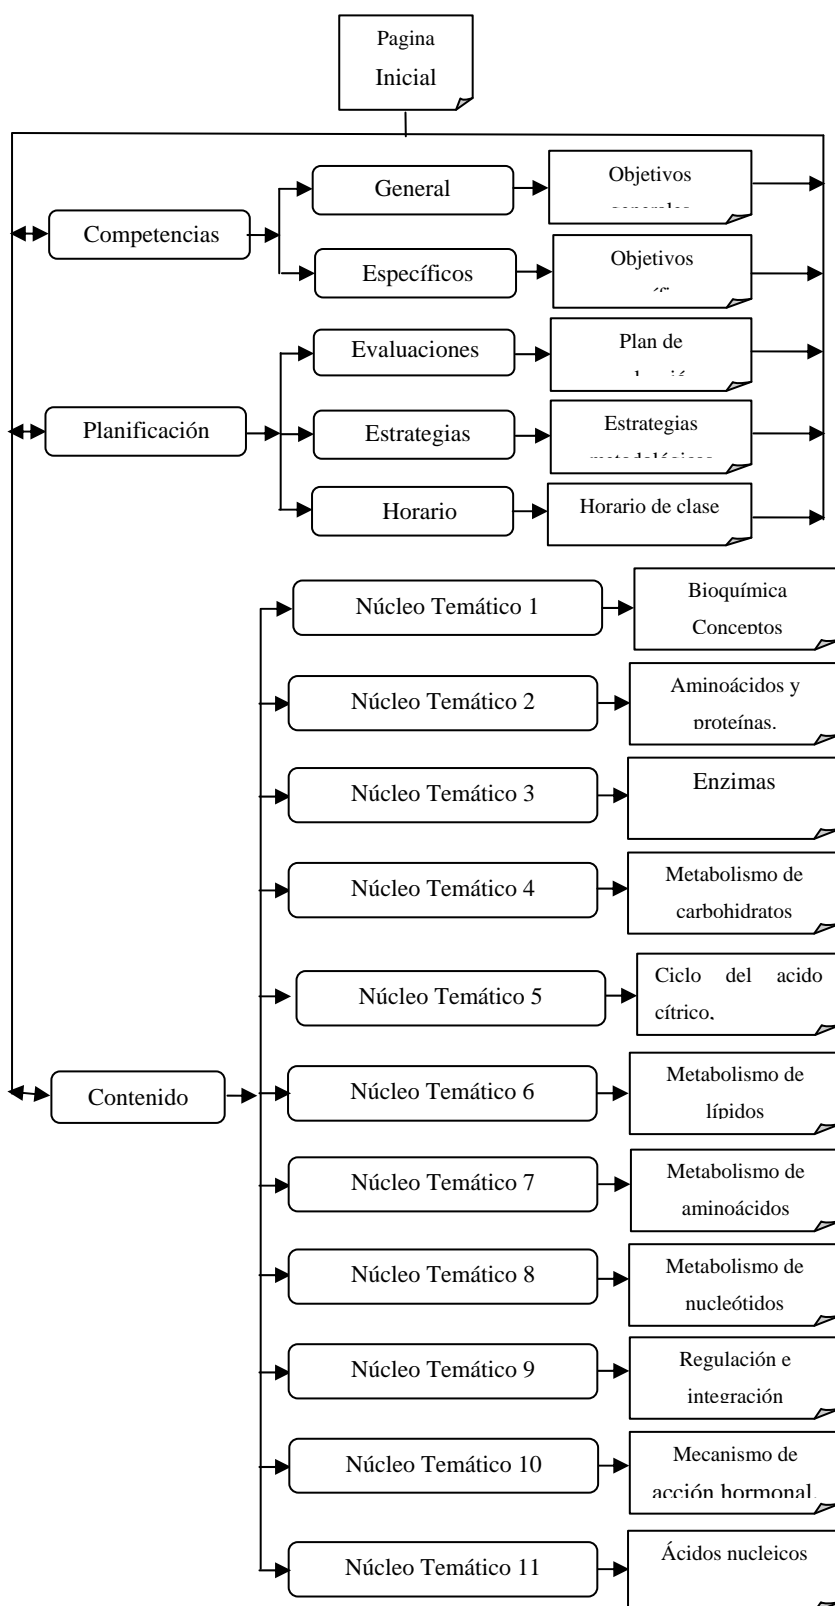 Pagina
Inicial
General
Objetivos
generales
Competencias
Específicos
Objetivos
Evaluaciones
Plan de
Planificación
Estrategias
Estrategias
metodológicas
Horario
Horario de clase
Núcleo Temático 1
Bioquímica
Conceptos
Núcleo Temático 2
Aminoácidos y
proteínas.
Núcleo Temático 3
Enzimas
Núcleo Temático 4
Metabolismo de
carbohidratos
Núcleo Temático 5
Ciclo del acido
cítrico.
Contenido
Núcleo Temático 6
Metabolismo de
lípidos
Núcleo Temático 7
Metabolismo de
aminoácidos
Núcleo Temático 8
Metabolismo de
nucleótidos
Núcleo Temático 9
Regulación e
integración
Núcleo Temático 10
Mecanismo de
acción hormonal.
Núcleo Temático 11
Ácidos nucleicos